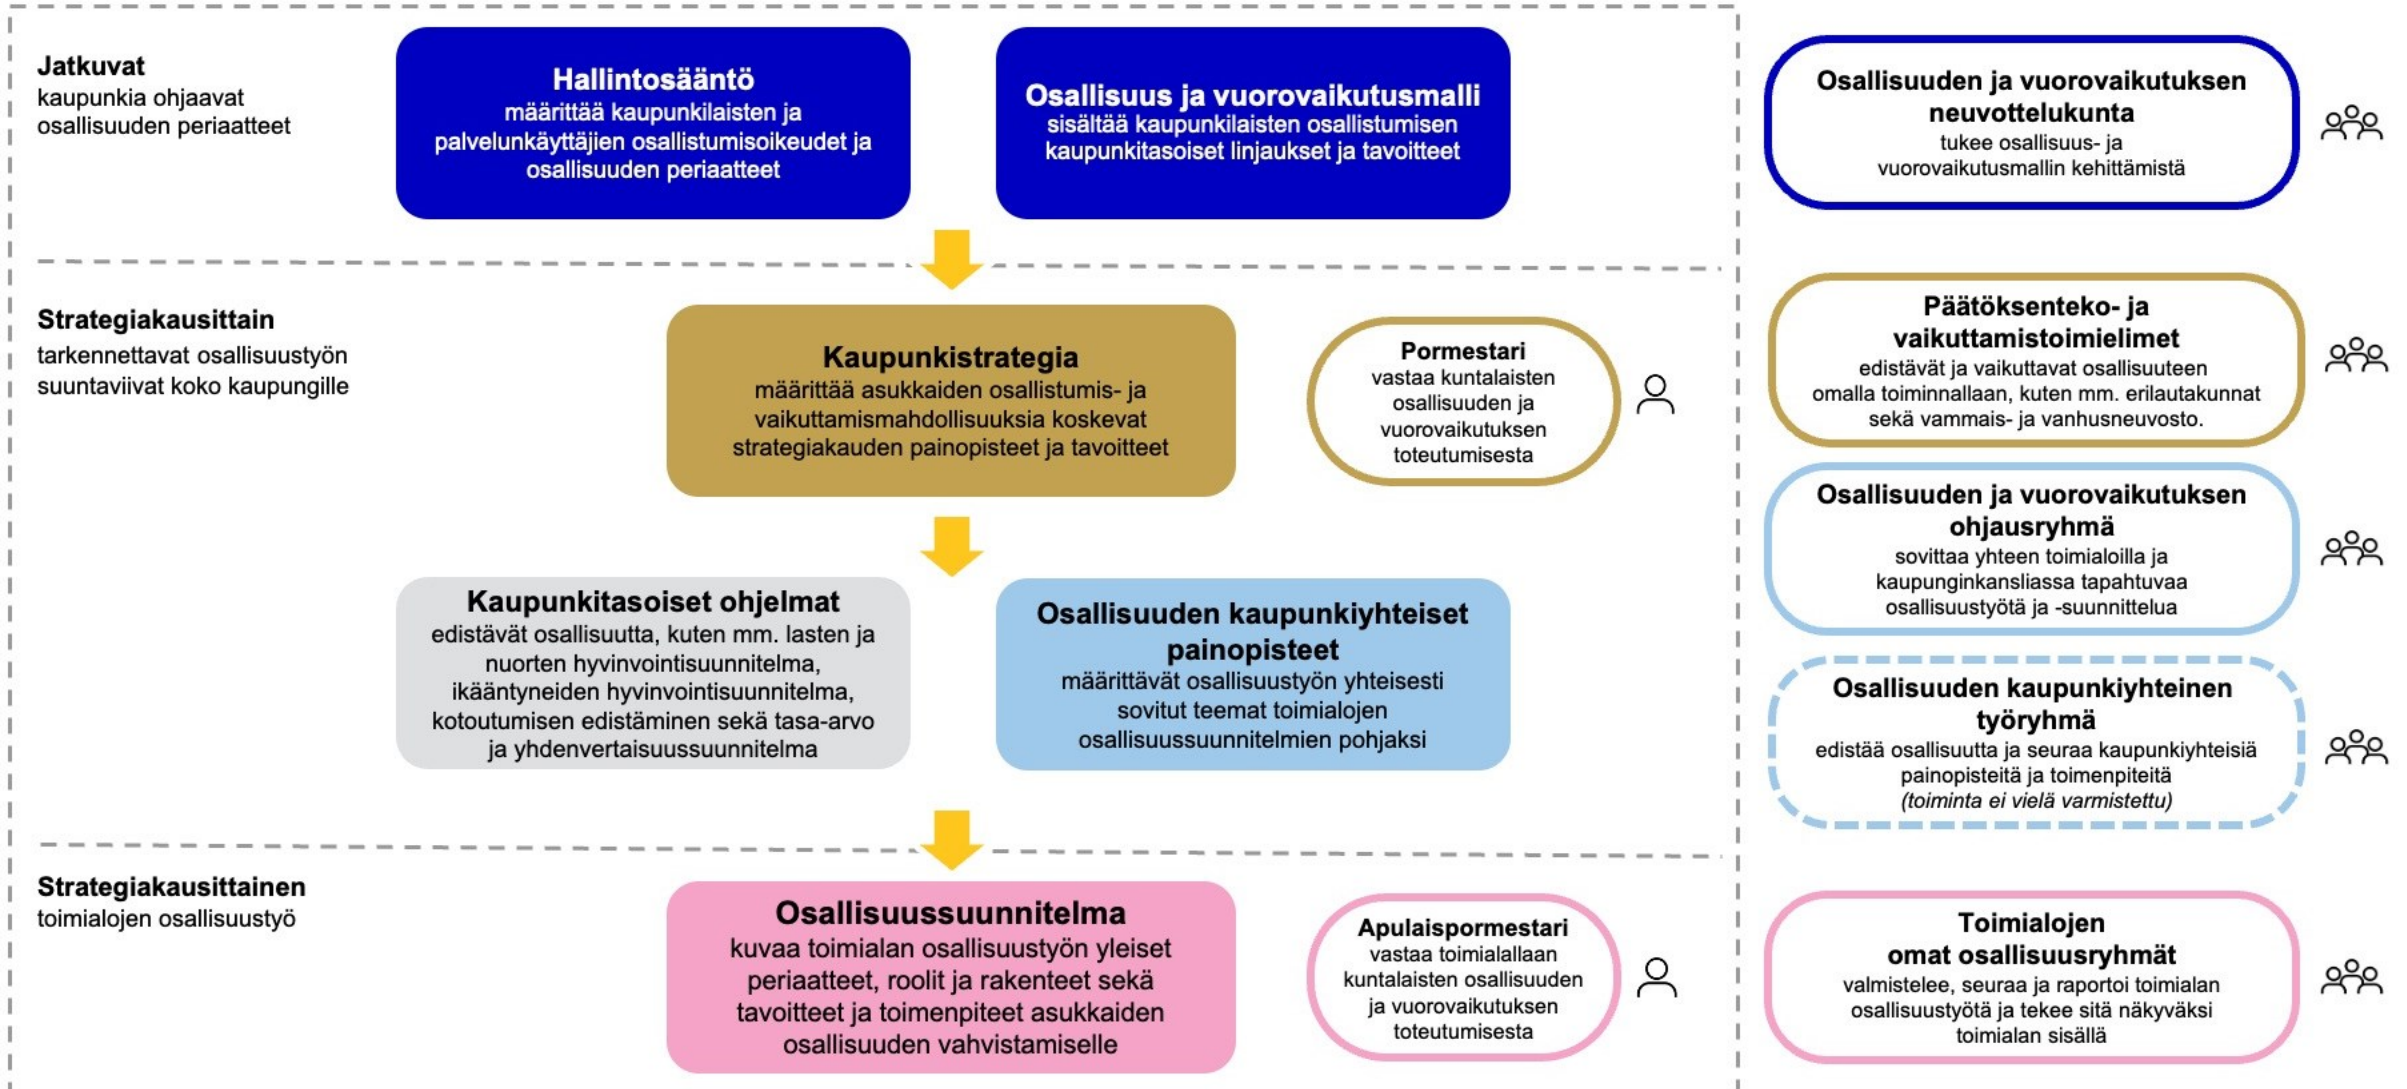 Jatkuvat
kaupunkia ohjaavat
osallisuuden periaatteet
Hallintosääntö
määrittää kaupunkilaisten ja
palvelunkäyttäjien osallistumisoikeudet ja
osallisuuden periaatteet
Osallisuus ja vuorovaikutusmalli
sisältää kaupunkilaisten osallistumisen
kaupunkitasoiset linjaukset ja tavoitteet
Osallisuuden ja vuorovaikutuksen
neuvottelukunta
tukee osallisuus- ja
vuorovaikutusmallin kehittämistä
Strategiakausittain
tarkennettavat osallisuustyön
suuntaviivat koko kaupungille
Kaupunkistrategia
määrittää asukkaiden osallistumis- ja
vaikuttamismahdollisuuksia koskevat
strategiakauden painopisteet ja tavoitteet
Pormestari
vastaa kuntalaisten
osallisuuden ja
vuorovaikutuksen
toteutumisesta
Päätöksenteko- ja
vaikuttamistoimielimet
edistävät ja vaikuttavat osallisuuteen
omalla toiminnallaan, kuten mm. erilautakunnat
sekä vammais- ja vanhusneuvosto.
Osallisuuden ja vuorovaikutuksen
ohjausryhmä
sovittaa yhteen toimialoilla ja
kaupunginkansliassa tapahtuvaa
osallisuustyötä ja -suunnittelua
Kaupunkitasoiset ohjelmat
edistävät osallisuutta, kuten mm. lasten ja
nuorten hyvinvointisuunnitelma,
ikääntyneiden hyvinvointisuunnitelma,
kotoutumisen edistäminen sekä tasa-arvo
ja yhdenvertaisuussuunnitelma
Osallisuuden kaupunkiyhteiset
painopisteet
määrittävät osallisuustyön yhteisesti
sovitut teemat toimialojen
osallisuussuunnitelmien pohjaksi
Osallisuuden kaupunkiyhteinen
työryhmä
edistää osallisuutta ja seuraa kaupunkiyhteisiä
painopisteitä ja toimenpiteitä
(toiminta ei vielä varmistettu)
Strategiakausittainen
toimialojen osallisuustyö
Osallisuussuunnitelma
kuvaa toimialan osallisuustyön yleiset
periaatteet, roolit ja rakenteet sekä
tavoitteet ja toimenpiteet asukkaiden
osallisuuden vahvistamiselle
Apulaispormestari
vastaa toimialallaan
kuntalaisten osallisuuden
ja vuorovaikutuksen
toteutumisesta
Toimialojen
omat osallisuusryhmät
valmistelee, seuraa ja raportoi toimialan
osallisuustyötä ja tekee sitä näkyväksi
toimialan sisällä